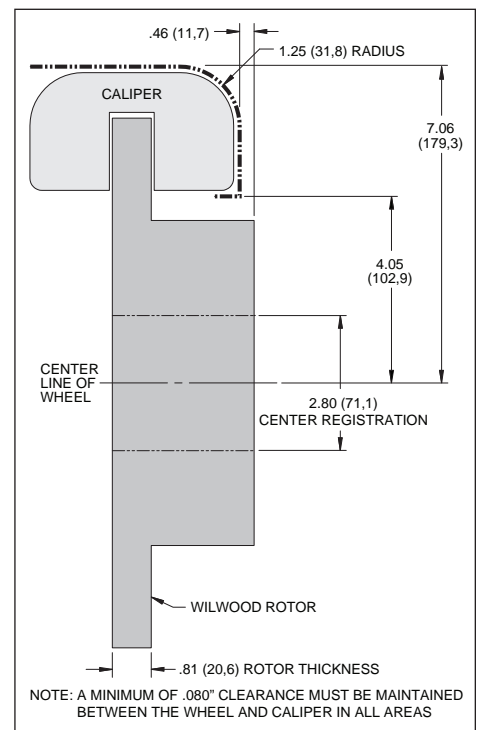 .46 (11,7)
1.25 (31,8) RADIUS
CALIPER
7.06
(179,3)
4.05
(102,9)
CENTER
LINE OF
WHEEL
2.80 (71,1)
CENTER REGISTRATION
WILWOOD ROTOR
.81 (20,6) ROTOR THICKNESS
NOTE: A MINIMUM OF .080" CLEARANCE MUST BE MAINTAINED
BETWEEN THE WHEEL AND CALIPER IN ALL AREAS